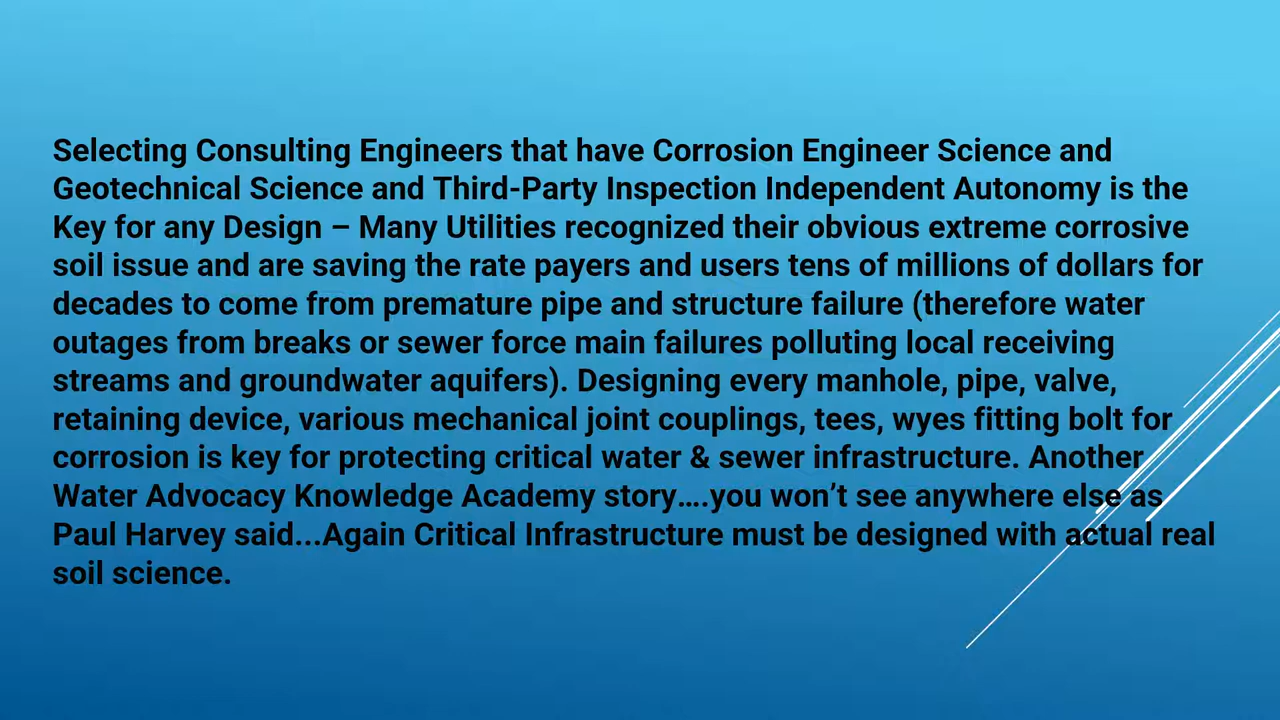 Selecting Consulting Engineers that have Corrosion Engineer Science and
Geotechnical Science and Third-Party Inspection Independent Autonomy is the
Key for any Design – Many Utilities recognized their obvious extreme corrosive
soil issue and are saving the rate payers and users tens of millions of dollars for
decades to come from premature pipe and structure failure (therefore water
outages from breaks or sewer force main failures polluting local receiving
streams and groundwater aquifers). Designing every manhole, pipe, valve,
retaining device, various mechanical joint couplings, tees, wyes fitting bolt for
corrosion is key for protecting critical water & sewer infrastructure. Another
Water Advocacy Knowledge Academy story….you won’t see anywhere else as
Paul Harvey said...Again Critical Infrastructure must be designed with actual real
soil science.